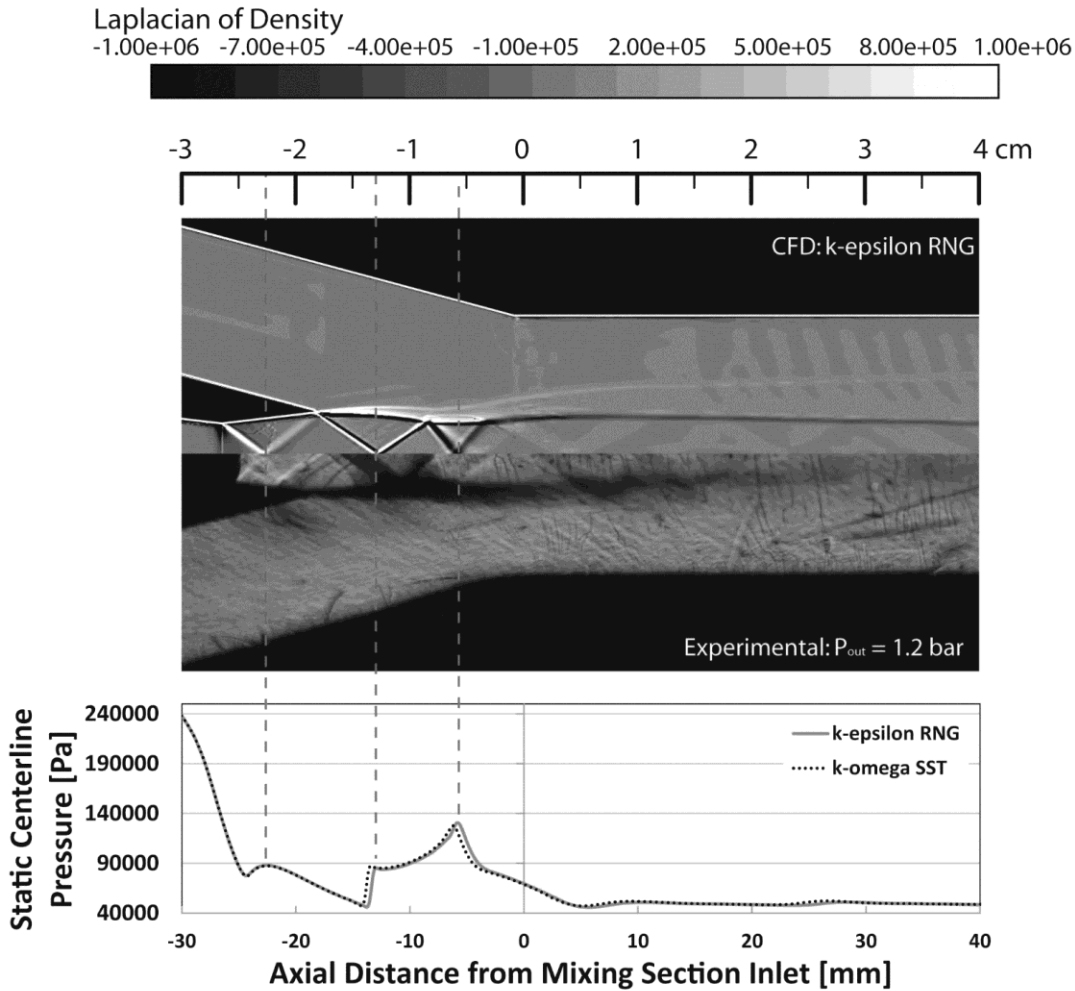 Laplacian of Density
-1.00e+06 -7.00e+05 -4.00e+05 -1.00e+05 2.00e+05 5.00e+05 8.00e+05 1.00e+06
-3 -2 -1 0 1 2 3 4 cm
CFD: k-epsilon RNG
Experimental: Pout = 1.2 bar
Static Centerline
Pressure [Pa]
240000
190000
140000
90000
40000
k-epsilon RNG
k-omega SST
-30 -20 -10 0 10 20 30 40
Axial Distance from Mixing Section Inlet [mm]